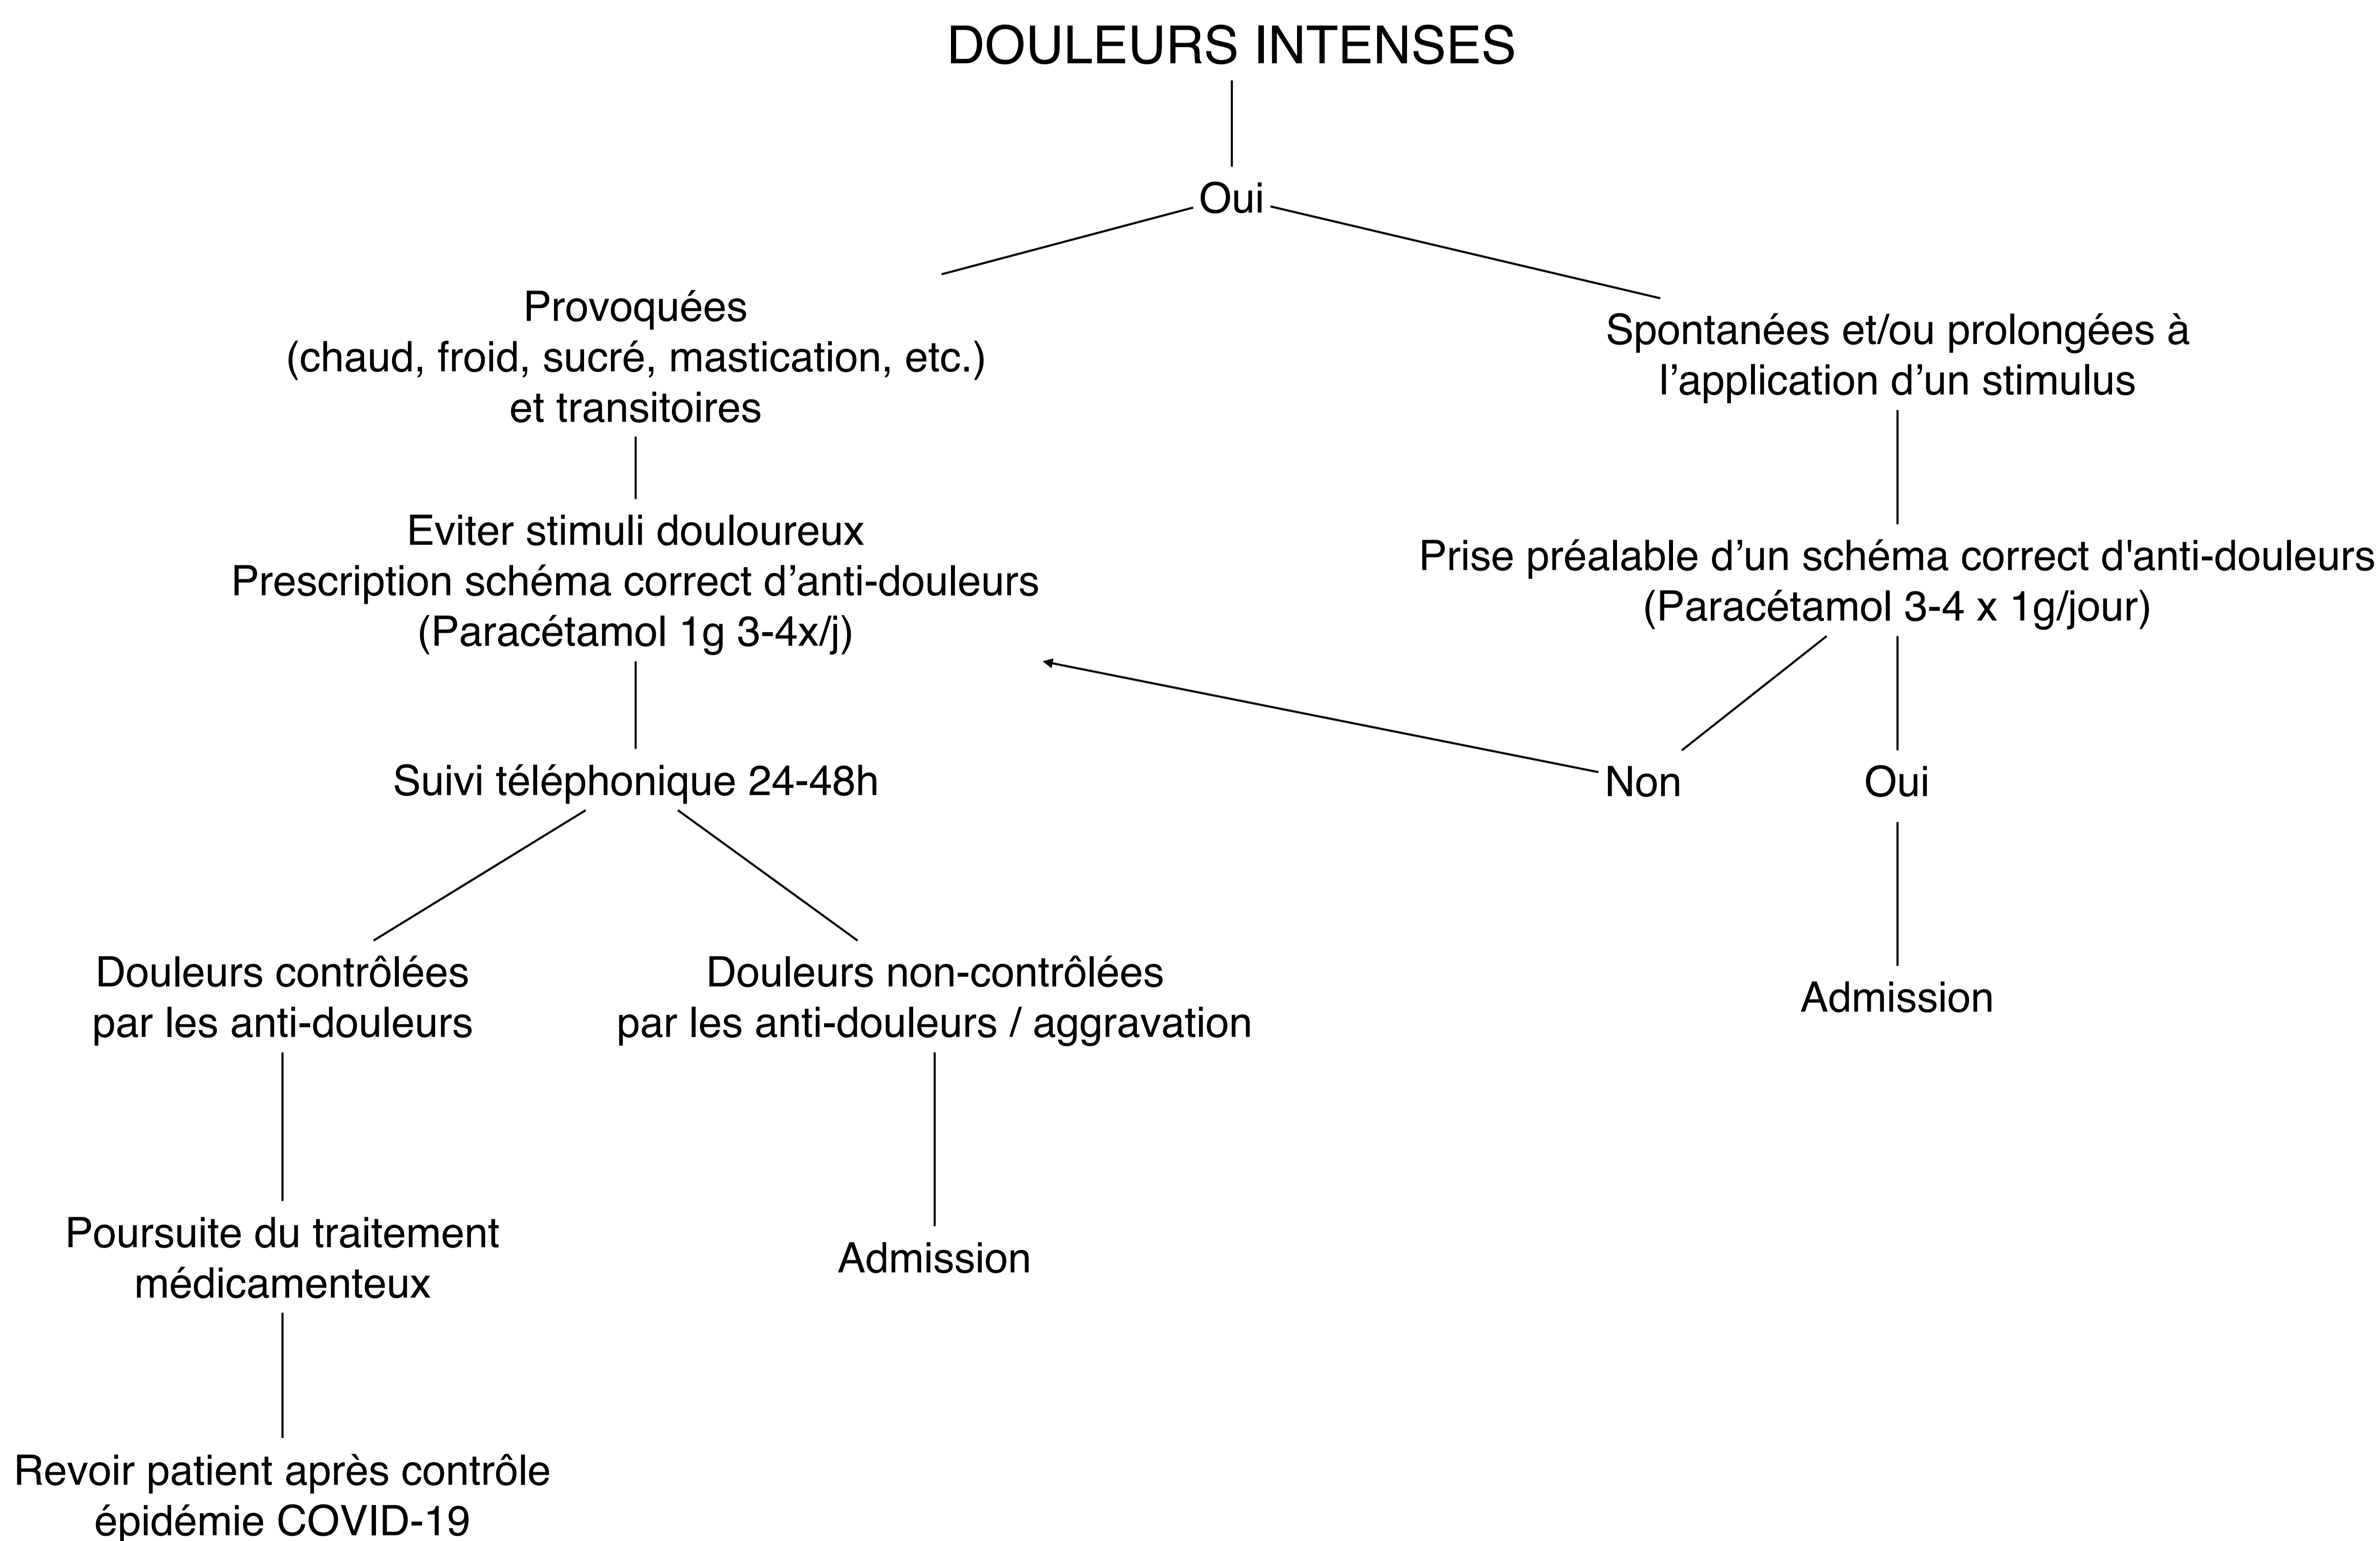 DOULEURS INTENSES
Oui
Provoquées
(chaud, froid, sucré, mastication, etc.)
et transitoires
Spontanées et/ou prolongées à
l’application d’un stimulus
Eviter stimuli douloureux
Prescription schéma correct d’anti-douleurs
(Paracétamol 1g 3-4x/j)
Prise préalable d’un schéma correct d'anti-douleurs
(Paracétamol 3-4 x 1g/jour)
Suivi téléphonique 24-48h
Non
Oui
Douleurs contrôlées
par les anti-douleurs
Douleurs non-contrôlées
par les anti-douleurs / aggravation
Admission
Poursuite du traitement
médicamenteux
Admission
Revoir patient après contrôle
épidémie COVID-19